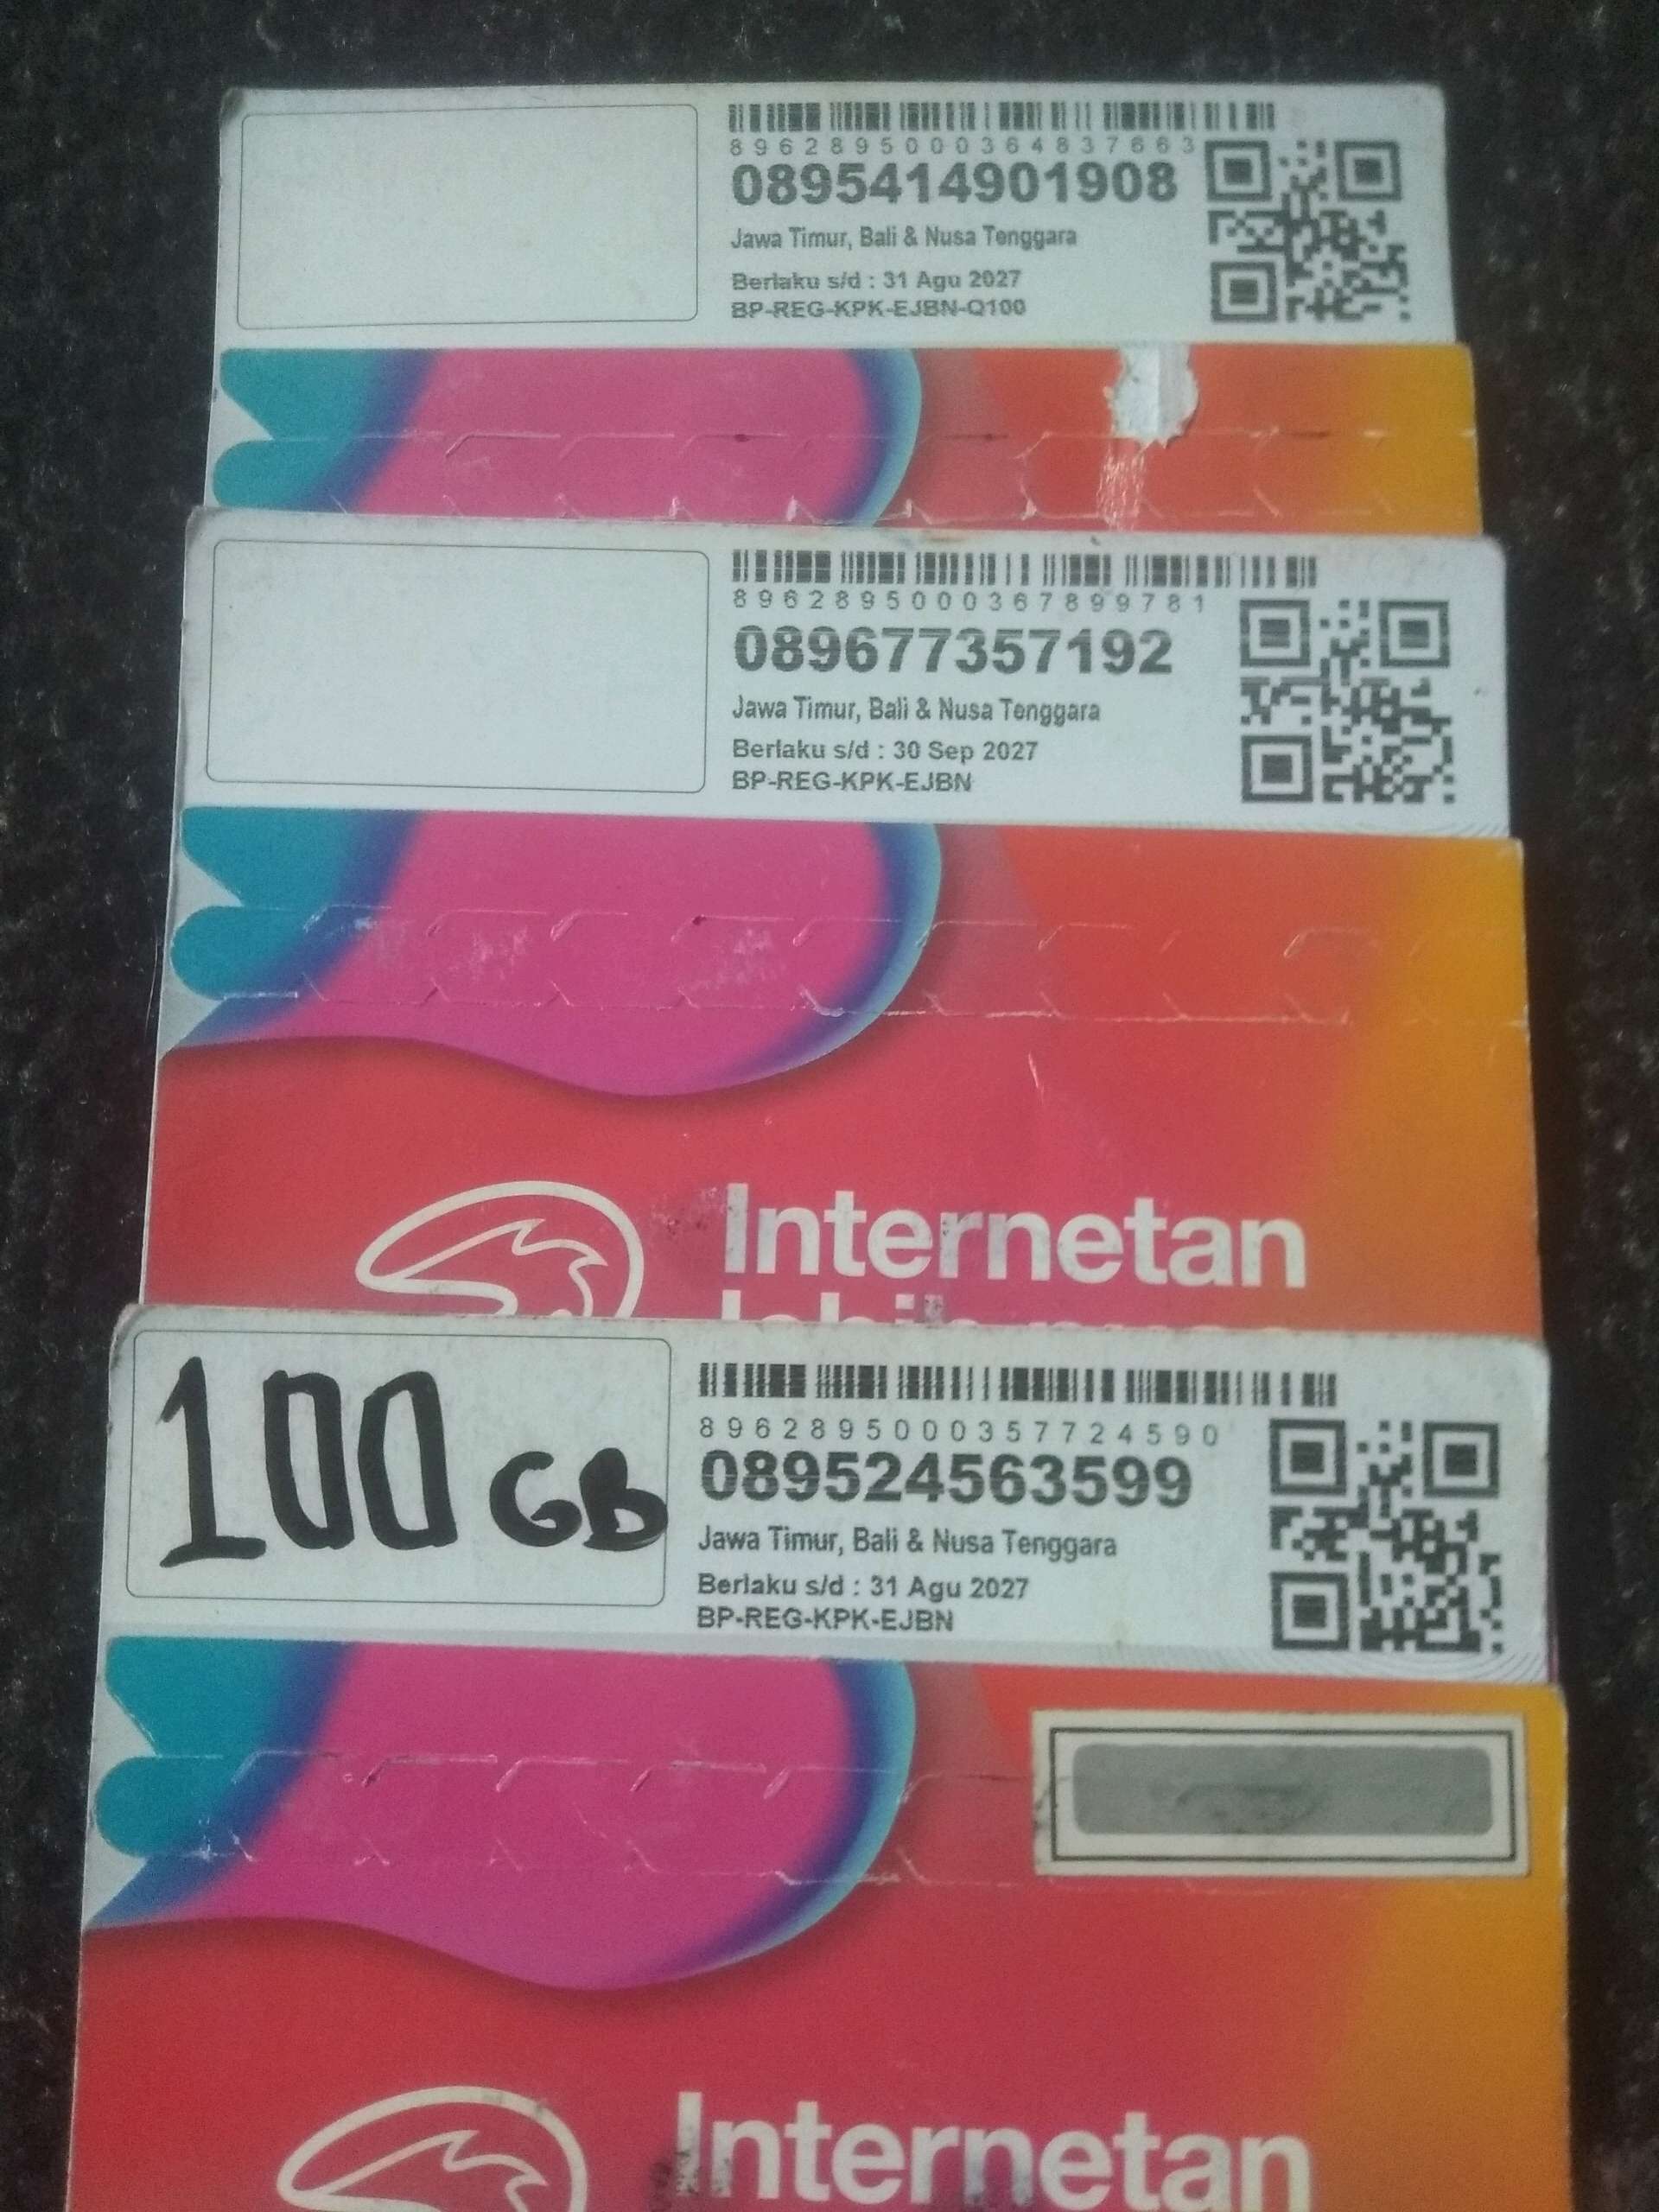 8962895000364837663
0895414901908
Jawa Timur, Bali & Nusa Tenggara
Berlaku s/d : 31 Agu 2027
BP-REG-KPK-EJBN-Q100
8962895000367899781
089677357192
Jawa Timur, Bali & Nusa Tenggara
Berlaku s/d : 30 Sep 2027
BP-REG-KPK-EJBN
Internetan
100 GB
8962895000357724590
089524563599
Jawa Timur, Bali & Nusa Tenggara
Berlaku s/d : 31 Agu 2027
BP-REG-KPK-EJBN
Internetan